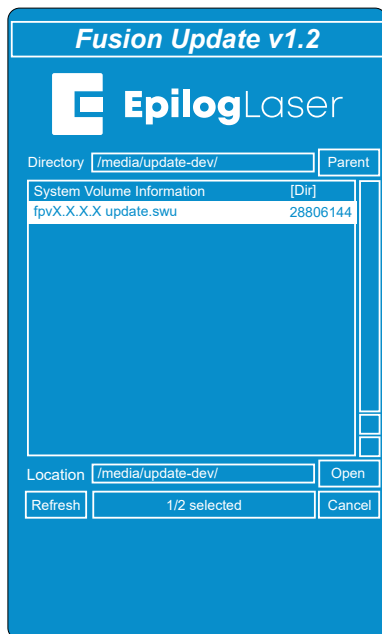 Fusion Update v1.2
EpilogLaser
Directory /media/update-dev/ Parent
System Volume Information [Dir]
fpvX.X.X.X update.swu 28806144
Location /media/update-dev/ Open
Refresh 1/2 selected Cancel